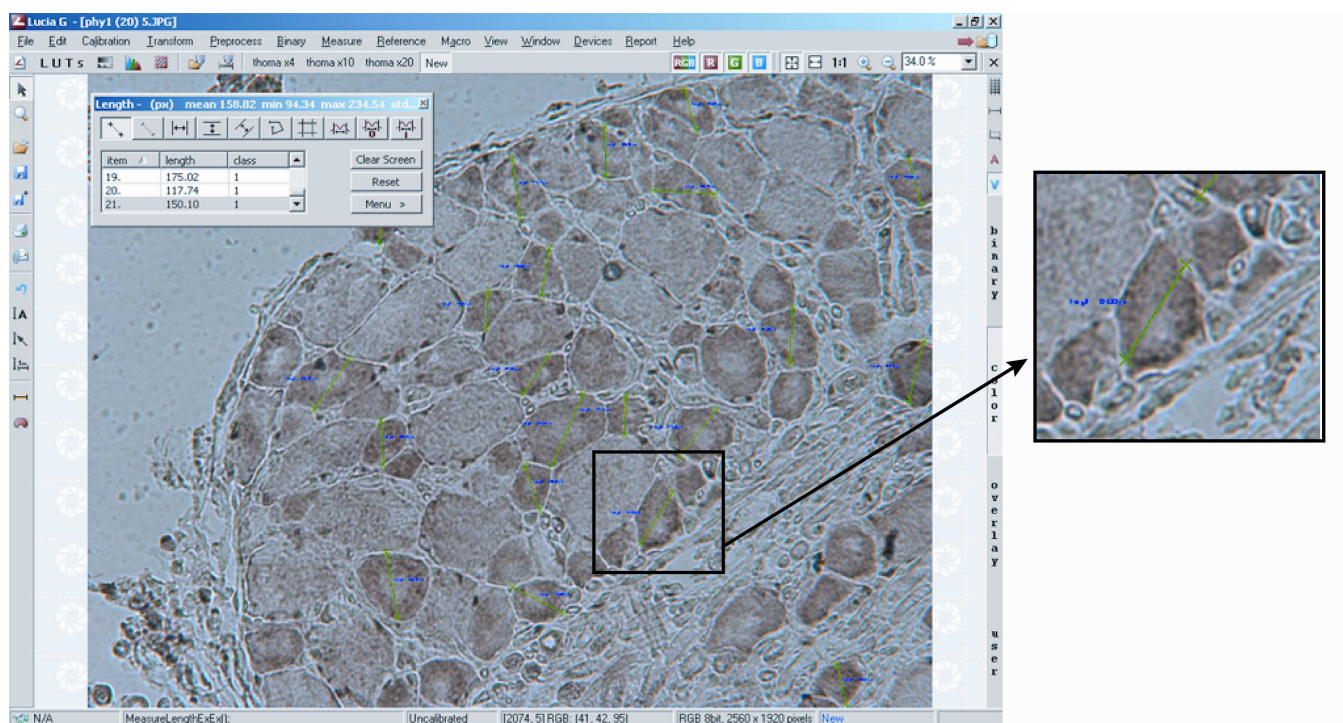 Lucia G - [phy1 (20) 5.JPG]
File Edit Calibration Transform Preprocess Binary Measure Reference Macro View Window Devices Report Help
LUTs thoma x4 thoma x10 thoma x20 New RGB R G B 1:1 34.0 %
Length - (px) mean 158.82 min 94.34 max 234.54 std...
item length class
19. 175.02 1
20. 117.74 1
21. 150.10 1
Clear Screen
Reset
Menu »
A
V
binary
color
overlay
user
N/A MeasureLengthExEx(); Uncalibrated [2074, 5] RGB: [41, 42, 95] RGB 8bit, 2560 x 1920 pixels New